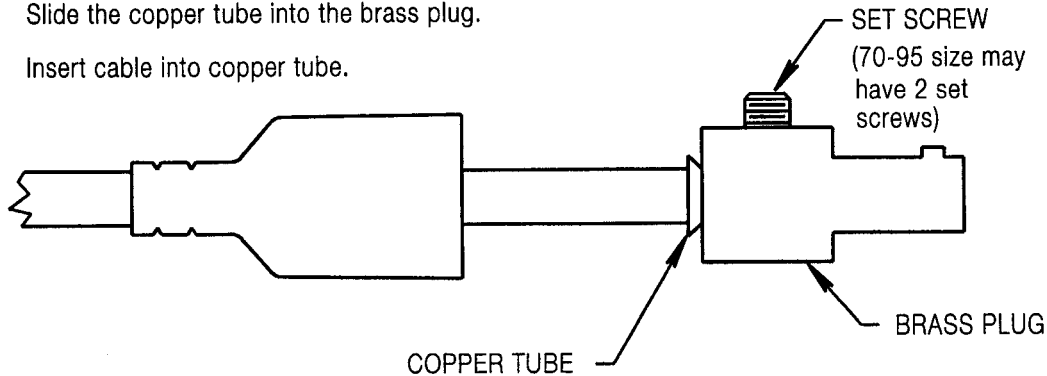 Slide the copper tube into the brass plug.
Insert cable into copper tube.
SET SCREW
(70-95 size may
have 2 set
screws)
BRASS PLUG
COPPER TUBE